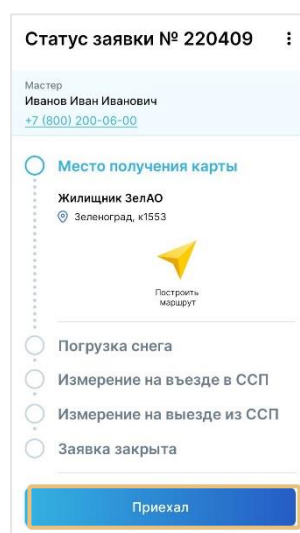 Статус заявки № 220409
Мастер
Иванов Иван Иванович
+7 (800) 200-06-00
Место получения карты
Жилищник ЗелАО
Зеленоград, к1553
Построить
маршрут
Погрузка снега
Измерение на въезде в ССП
Измерение на выезде из ССП
Заявка закрыта
Приехал